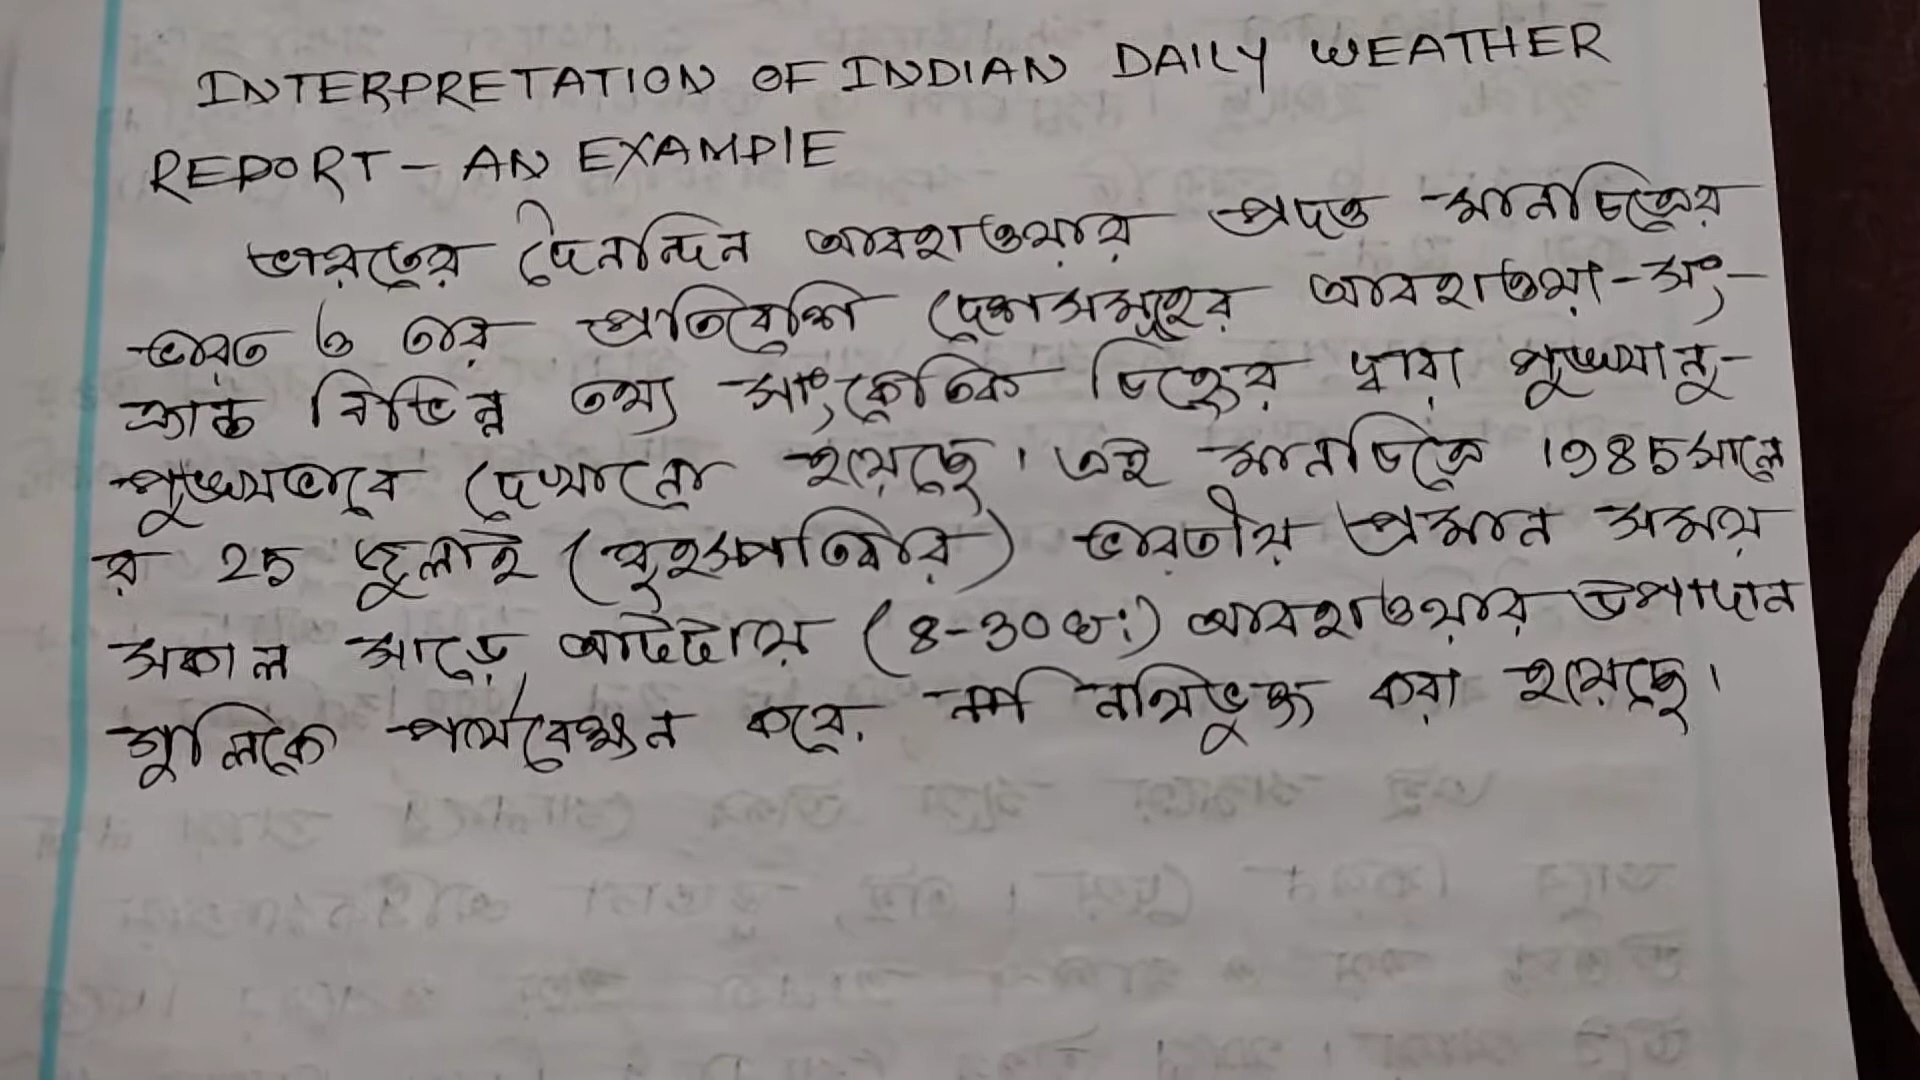 INTERPRETATION OF INDIAN DAILY WEATHER
REPORT - AN EXAMPLE
ভারতের দৈনন্দিন আবহাওয়ার প্রদত্ত মানচিত্রের
ভারত ও তার প্রতিবেশি দেশসমূহের আবহাওয়া-সং-
ক্রান্ত বিভিন্ন তথ্য সাংকেতিক চিহ্নের দ্বারা পুঙ্খানু-
পুঙ্খভাবে দেখানো হয়েছে। এই মানচিত্রে 1985 সালে
র 25 জুলাই (বৃহস্পতিবার) ভারতীয় প্রমান সময়
সকাল সাড়ে আটটায় (8-30 ঘ:) আবহাওয়ার উপাদান
গুলিকে পর্যবেক্ষন করে, নথিভুক্ত করা হয়েছে।